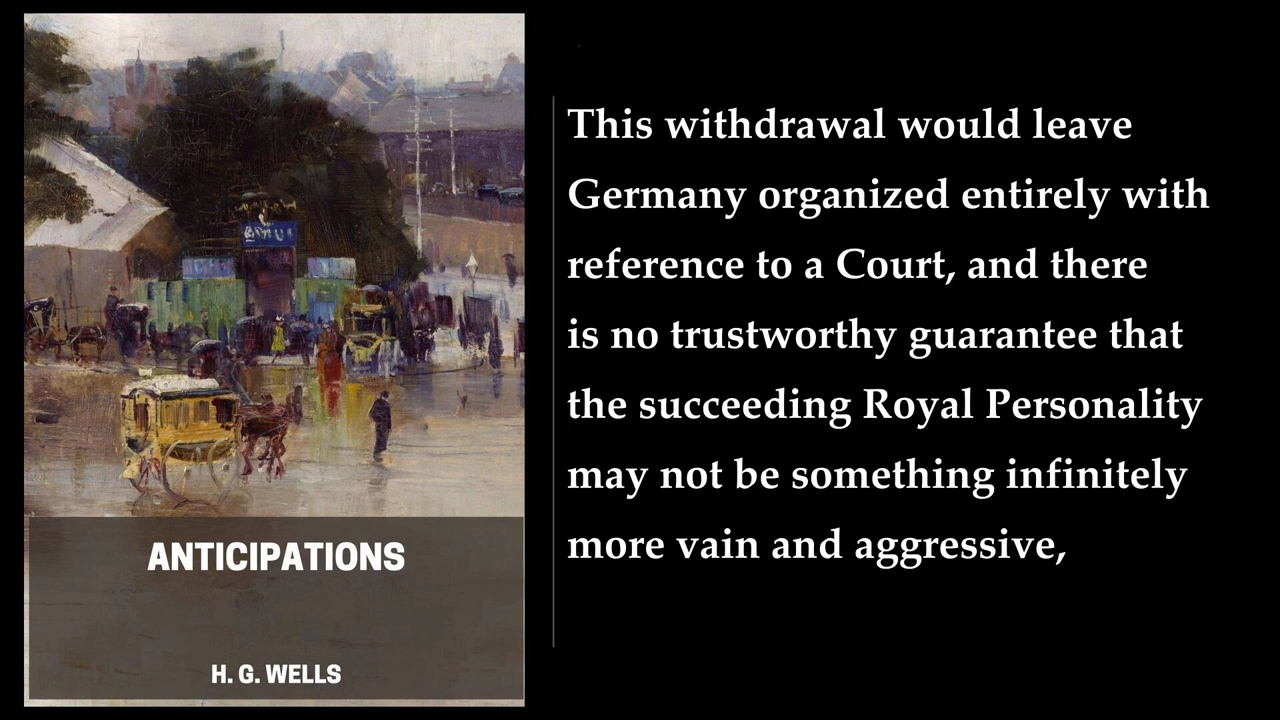 ANTICIPATIONS
H. G. WELLS
This withdrawal would leave
Germany organized entirely with
reference to a Court, and there
is no trustworthy guarantee that
the succeeding Royal Personality
may not be something infinitely
more vain and aggressive,